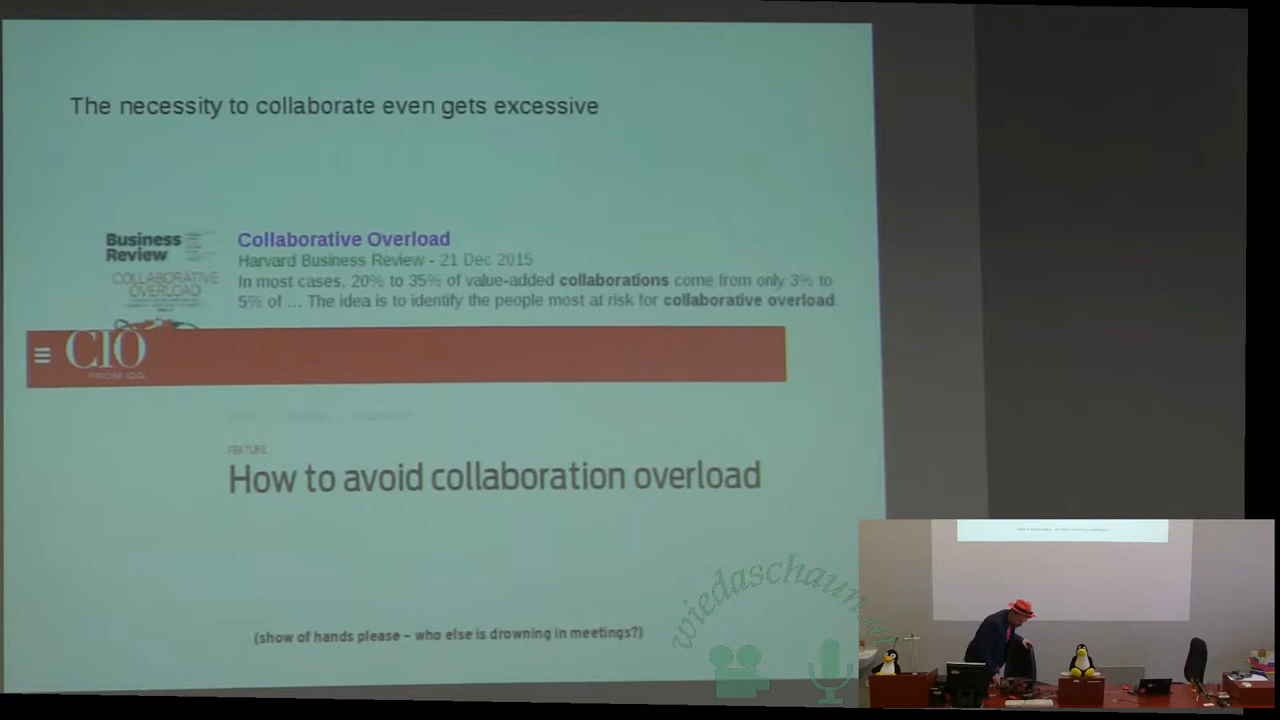 The necessity to collaborate even gets excessive
Business
Review
COLLABORATIVE
OVERLOAD
Collaborative Overload
Harvard Business Review - 21 Dec 2015
In most cases, 20% to 35% of value-added collaborations come from only 3% to
5% of ... The idea is to identify the people most at risk for collaborative overload
CIO
FROM IDG
FEATURE
How to avoid collaboration overload
(show of hands please – who else is drowning in meetings?)